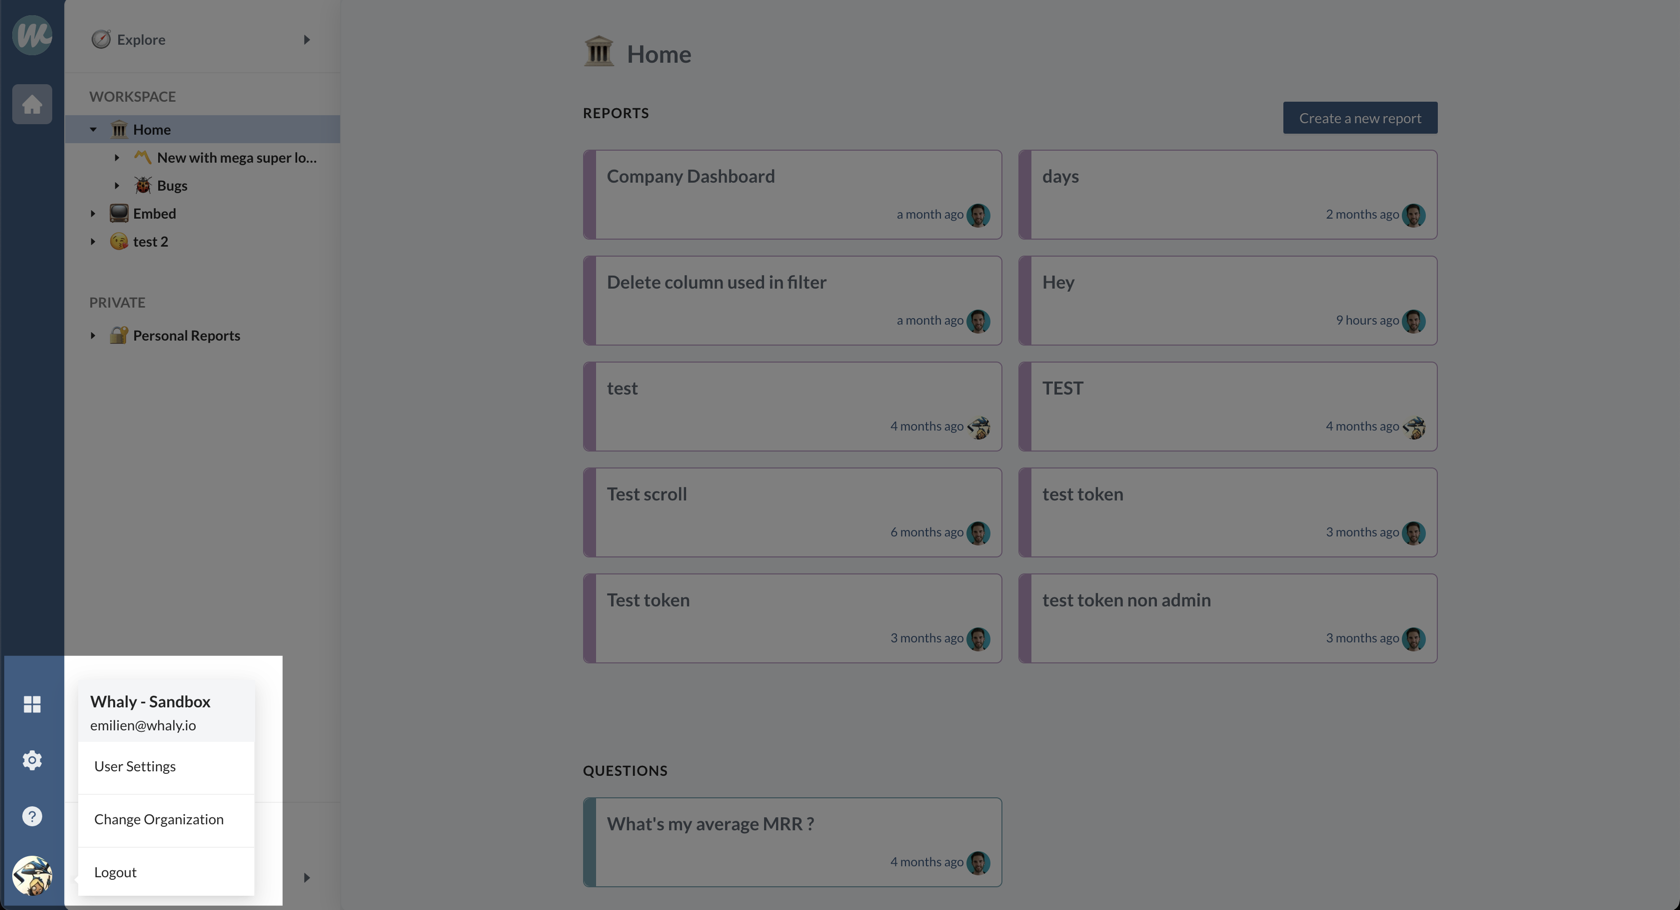 Explore
WORKSPACE
Home
New with mega super lo...
Bugs
Embed
test 2
PRIVATE
Personal Reports
Whaly - Sandbox
emilien@whaly.io
User Settings
Change Organization
Logout
Home
REPORTS
Create a new report
Company Dashboard
a month ago
days
2 months ago
Delete column used in filter
a month ago
Hey
9 hours ago
test
4 months ago
TEST
4 months ago
Test scroll
6 months ago
test token
3 months ago
Test token
3 months ago
test token non admin
3 months ago
QUESTIONS
What's my average MRR ?
4 months ago